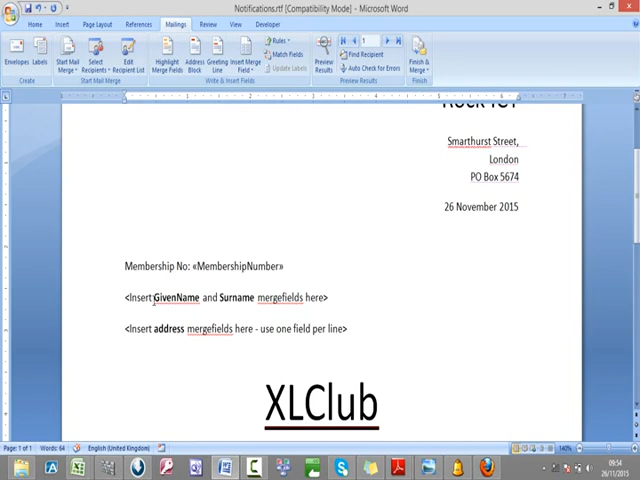 Notifications.rtf [Compatibility Mode] - Microsoft Word
Home Insert Page Layout References Mailings Review View Developer
Envelopes Labels
Create
Start Mail Merge Select Recipients Edit Recipient List
Start Mail Merge
Highlight Merge Fields Address Block Greeting Line Insert Merge Field
Rules
Match Fields
Update Labels
Write & Insert Fields
Preview Results
1
Find Recipient
Auto Check for Errors
Preview Results
Finish & Merge
Finish
Smarthurst Street,
London
PO Box 5674
26 November 2015
Membership No: «MembershipNumber»
<Insert GivenName and Surname mergefields here>
<Insert address mergefields here - use one field per line>
XLClub
Page: 1 of 1 Words: 64 English (United Kingdom) 140%
09:54
26/11/2015